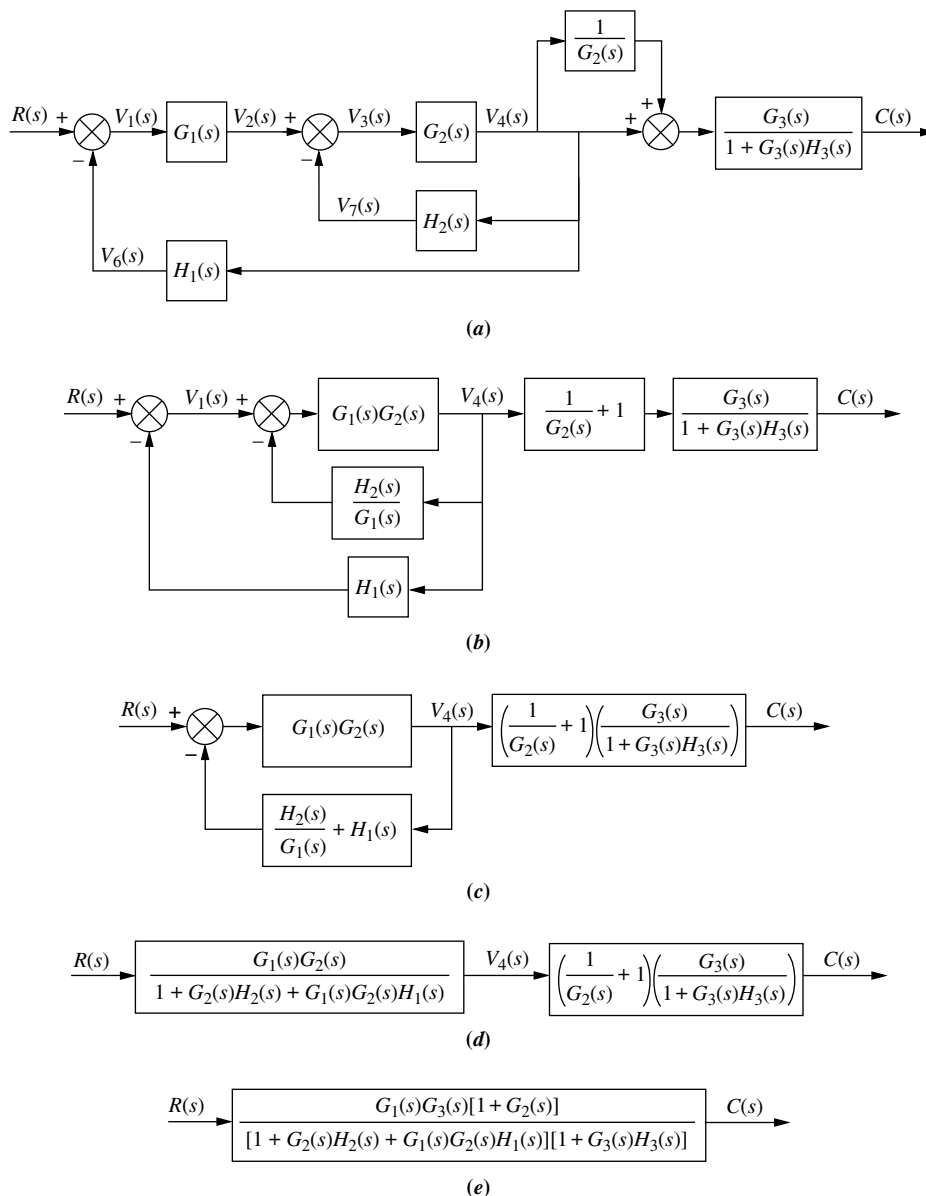 1
G₂(s)
R(s) + V₁(s) G₁(s) V₂(s) + V₃(s) G₂(s) V₄(s) + + G₃(s) C(s)
1 + G₃(s)H₃(s)
− −
V₇(s) H₂(s)
V₆(s) H₁(s)
(a)
R(s) + V₁(s) + G₁(s)G₂(s) V₄(s) 1 + 1 G₃(s) C(s)
G₂(s) 1 + G₃(s)H₃(s)
− −
H₂(s)
G₁(s)
H₁(s)
(b)
R(s) + G₁(s)G₂(s) V₄(s) (1 + 1)(G₃(s)) C(s)
G₂(s) 1 + G₃(s)H₃(s)
−
H₂(s) + H₁(s)
G₁(s)
(c)
R(s) G₁(s)G₂(s) V₄(s) (1 + 1)(G₃(s)) C(s)
1 + G₂(s)H₂(s) + G₁(s)G₂(s)H₁(s) G₂(s) 1 + G₃(s)H₃(s)
(d)
R(s) G₁(s)G₃(s)[1 + G₂(s)] C(s)
[1 + G₂(s)H₂(s) + G₁(s)G₂(s)H₁(s)][1 + G₃(s)H₃(s)]
(e)